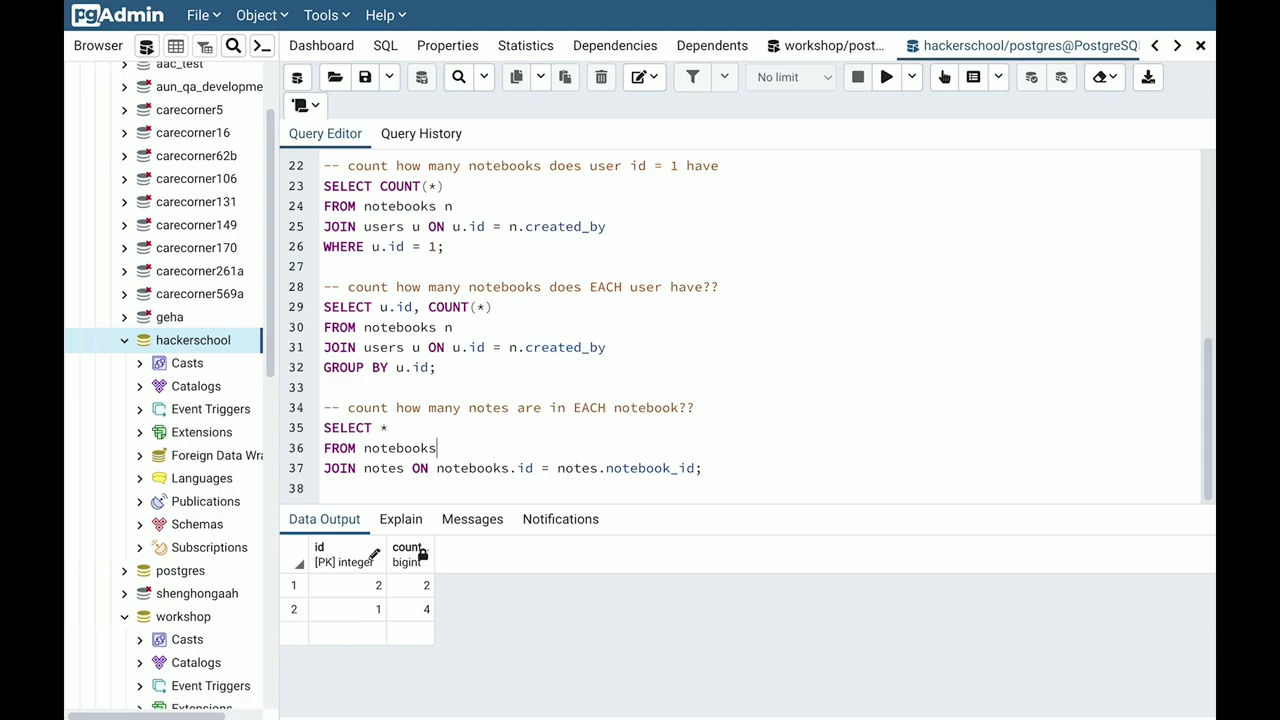 pgAdmin File Object Tools Help
Browser Dashboard SQL Properties Statistics Dependencies Dependents workshop/post... hackerschool/postgres@PostgreSQ
No limit
Query Editor Query History
aac_test
aun_qa_developme
carecorner5
carecorner16
carecorner62b
carecorner106
carecorner131
carecorner149
carecorner170
carecorner261a
carecorner569a
geha
hackerschool
Casts
Catalogs
Event Triggers
Extensions
Foreign Data Wra
Languages
Publications
Schemas
Subscriptions
postgres
shenghongaah
workshop
Casts
Catalogs
Event Triggers
Extensions
22 -- count how many notebooks does user id = 1 have
23 SELECT COUNT(*)
24 FROM notebooks n
25 JOIN users u ON u.id = n.created_by
26 WHERE u.id = 1;
27
28 -- count how many notebooks does EACH user have??
29 SELECT u.id, COUNT(*)
30 FROM notebooks n
31 JOIN users u ON u.id = n.created_by
32 GROUP BY u.id;
33
34 -- count how many notes are in EACH notebook??
35 SELECT *
36 FROM notebooks
37 JOIN notes ON notebooks.id = notes.notebook_id;
38
Data Output Explain Messages Notifications
id count
[PK] integer bigint
1 2 2
2 1 4